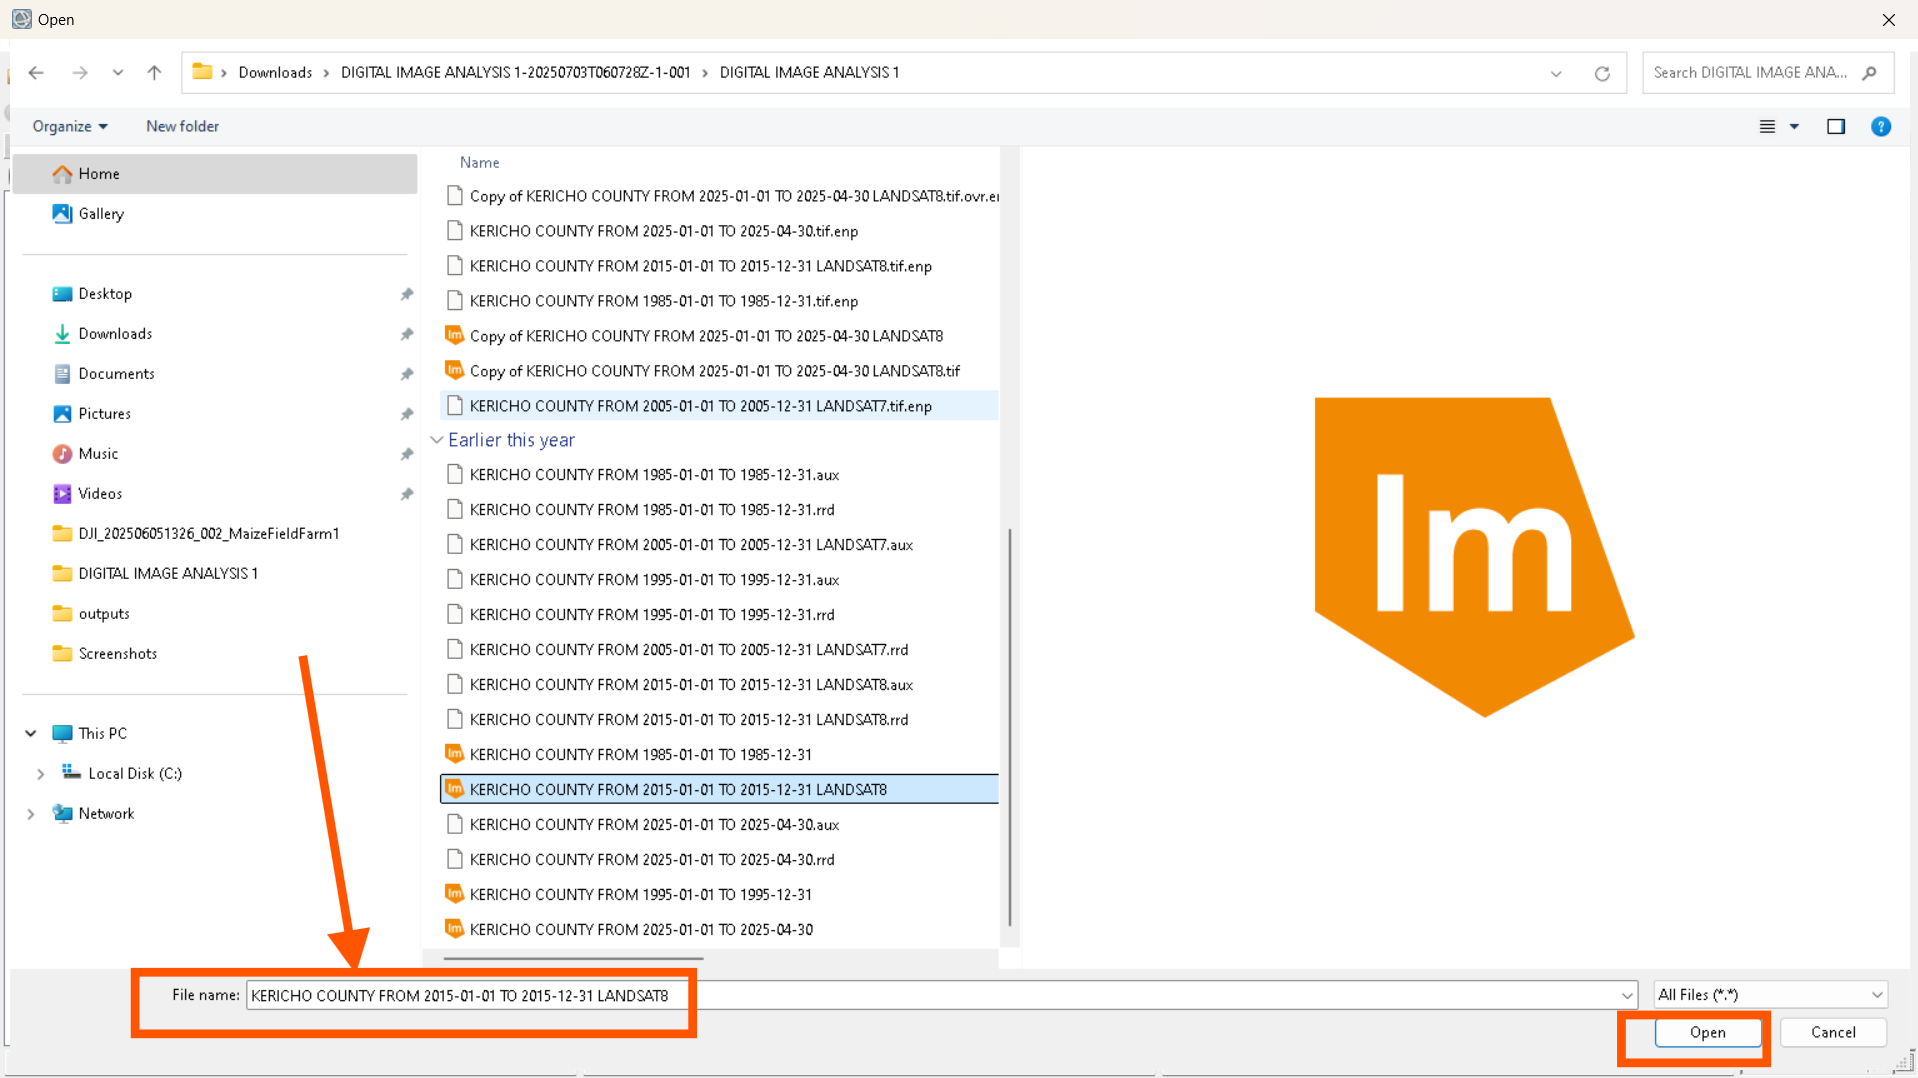 Open
Downloads > DIGITAL IMAGE ANALYSIS 1-20250703T060728Z-1-001 > DIGITAL IMAGE ANALYSIS 1
Search DIGITAL IMAGE ANA...
Organize
New folder
?
Home
Gallery
Desktop
Downloads
Documents
Pictures
Music
Videos
DJI_202506051326_002_MaizeFieldFarm1
DIGITAL IMAGE ANALYSIS 1
outputs
Screenshots
This PC
Local Disk (C:)
Network
Name
Copy of KERICHO COUNTY FROM 2025-01-01 TO 2025-04-30 LANDSAT8.tif.ovr.en
KERICHO COUNTY FROM 2025-01-01 TO 2025-04-30.tif.enp
KERICHO COUNTY FROM 2015-01-01 TO 2015-12-31 LANDSAT8.tif.enp
KERICHO COUNTY FROM 1985-01-01 TO 1985-12-31.tif.enp
Im Copy of KERICHO COUNTY FROM 2025-01-01 TO 2025-04-30 LANDSAT8
Im Copy of KERICHO COUNTY FROM 2025-01-01 TO 2025-04-30 LANDSAT8.tif
KERICHO COUNTY FROM 2005-01-01 TO 2005-12-31 LANDSAT7.tif.enp
Earlier this year
KERICHO COUNTY FROM 1985-01-01 TO 1985-12-31.aux
KERICHO COUNTY FROM 1985-01-01 TO 1985-12-31.rrd
KERICHO COUNTY FROM 2005-01-01 TO 2005-12-31 LANDSAT7.aux
KERICHO COUNTY FROM 1995-01-01 TO 1995-12-31.aux
KERICHO COUNTY FROM 1995-01-01 TO 1995-12-31.rrd
KERICHO COUNTY FROM 2005-01-01 TO 2005-12-31 LANDSAT7.rrd
KERICHO COUNTY FROM 2015-01-01 TO 2015-12-31 LANDSAT8.aux
KERICHO COUNTY FROM 2015-01-01 TO 2015-12-31 LANDSAT8.rrd
Im KERICHO COUNTY FROM 1985-01-01 TO 1985-12-31
Im KERICHO COUNTY FROM 2015-01-01 TO 2015-12-31 LANDSAT8
KERICHO COUNTY FROM 2025-01-01 TO 2025-04-30.aux
KERICHO COUNTY FROM 2025-01-01 TO 2025-04-30.rrd
Im KERICHO COUNTY FROM 1995-01-01 TO 1995-12-31
Im KERICHO COUNTY FROM 2025-01-01 TO 2025-04-30
Im
File name: KERICHO COUNTY FROM 2015-01-01 TO 2015-12-31 LANDSAT8
All Files (*.*)
Open
Cancel